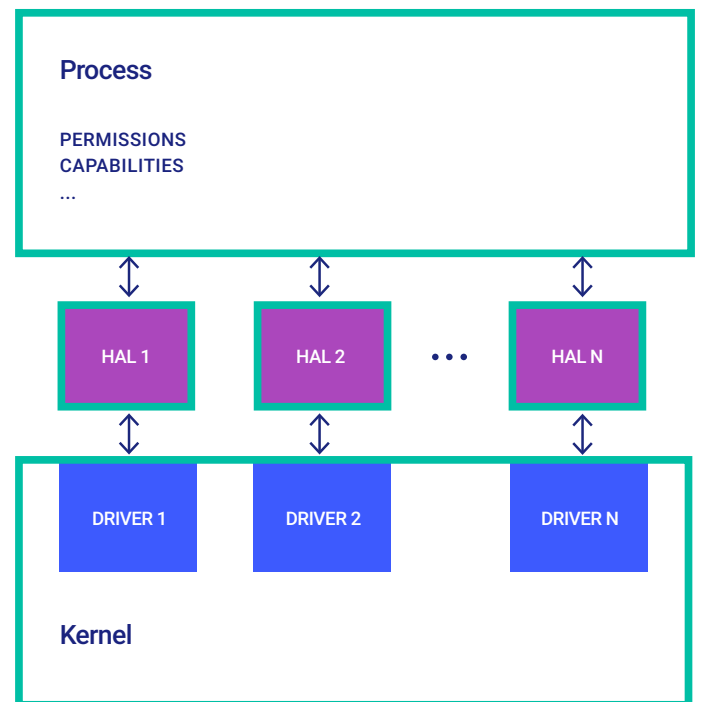 Process
PERMISSIONS
CAPABILITIES
...
HAL 1
HAL 2
...
HAL N
DRIVER 1
DRIVER 2
DRIVER N
Kernel